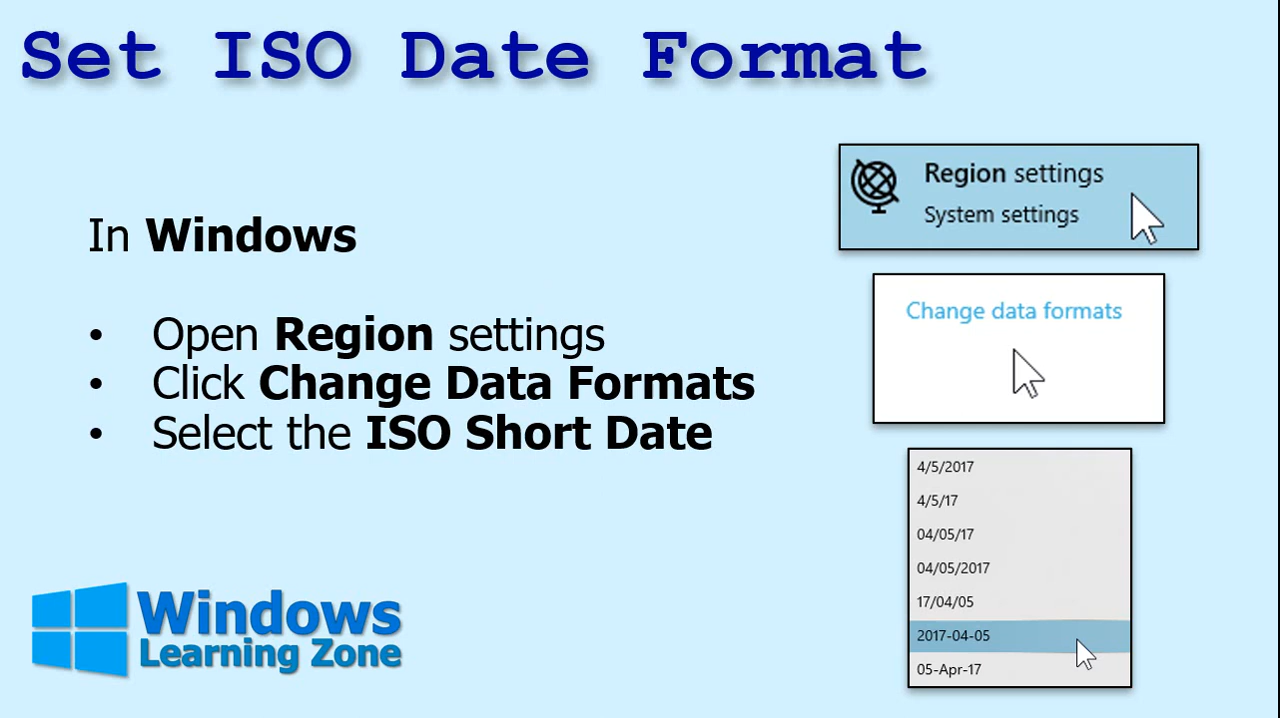 Set ISO Date Format
In Windows
• Open Region settings
• Click Change Data Formats
• Select the ISO Short Date
Region settings
System settings
Change data formats
4/5/2017
4/5/17
04/05/17
04/05/2017
17/04/05
2017-04-05
05-Apr-17
Windows
Learning Zone